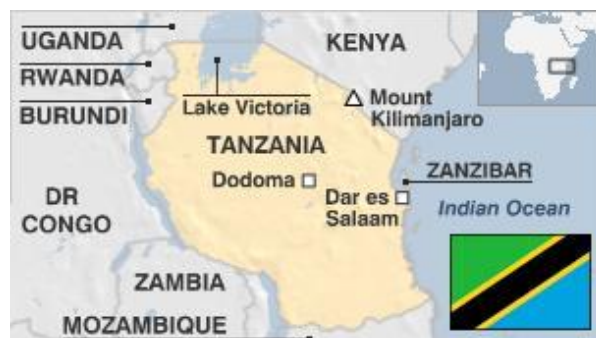 UGANDA
KENYA
RWANDA
BURUNDI
Lake Victoria
Mount
Kilimanjaro
TANZANIA
Dodoma
ZANZIBAR
Dar es
Salaam
Indian Ocean
DR
CONGO
ZAMBIA
MOZAMBIQUE